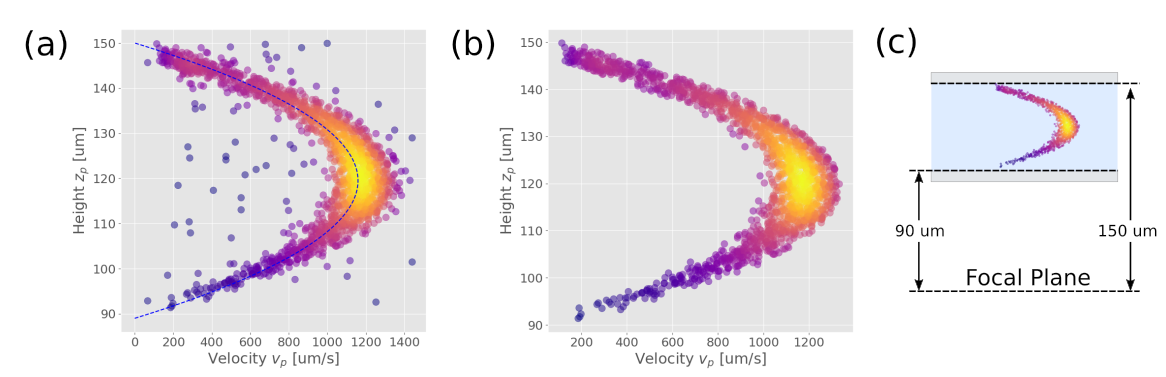 (a)
150
140
130
120
110
100
90
Height z_p [um]
0 200 400 600 800 1000 1200 1400
Velocity v_p [um/s]
(b)
150
140
130
120
110
100
90
Height z_p [um]
200 400 600 800 1000 1200
Velocity v_p [um/s]
(c)
90 um
150 um
Focal Plane